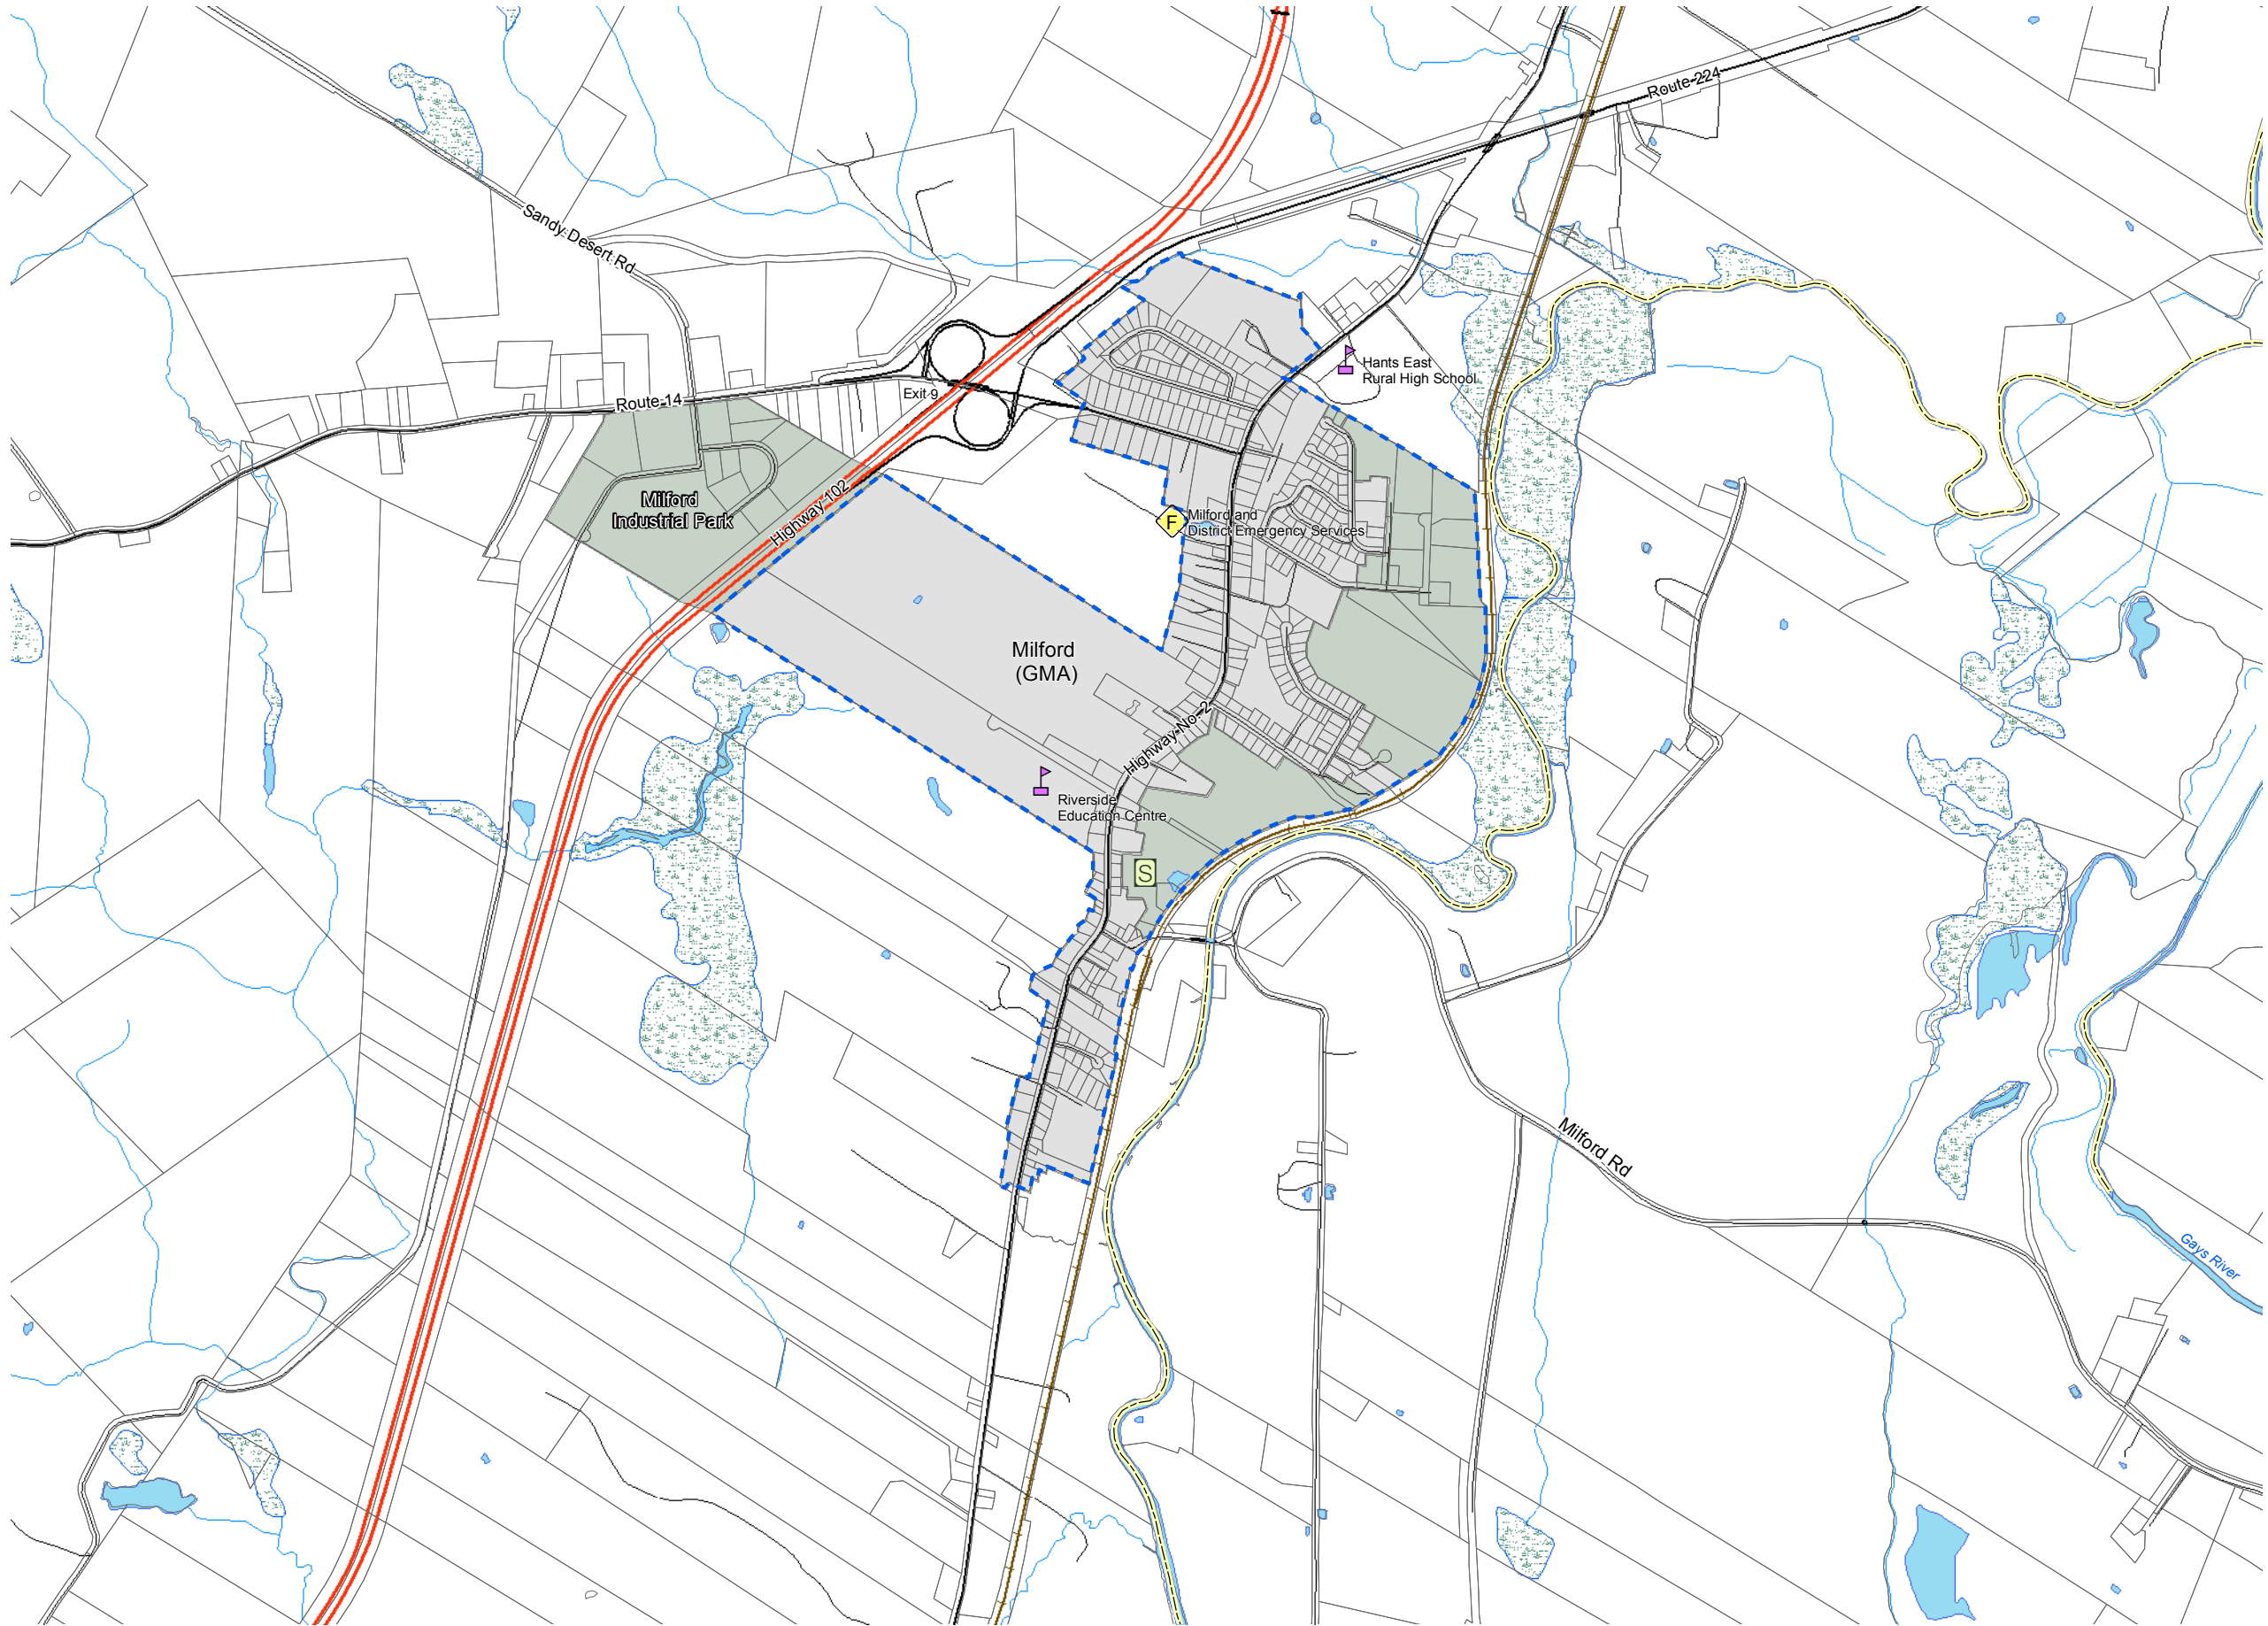 Route 224
Sandy Desert Rd
Hants East
Rural High School
Exit 9
Route 14
Milford
Industrial Park
Highway 102
F
Milford and
District Emergency Services
Milford
(GMA)
Highway No. 2
Riverside
Education Centre
S
Milford Rd
Gays River